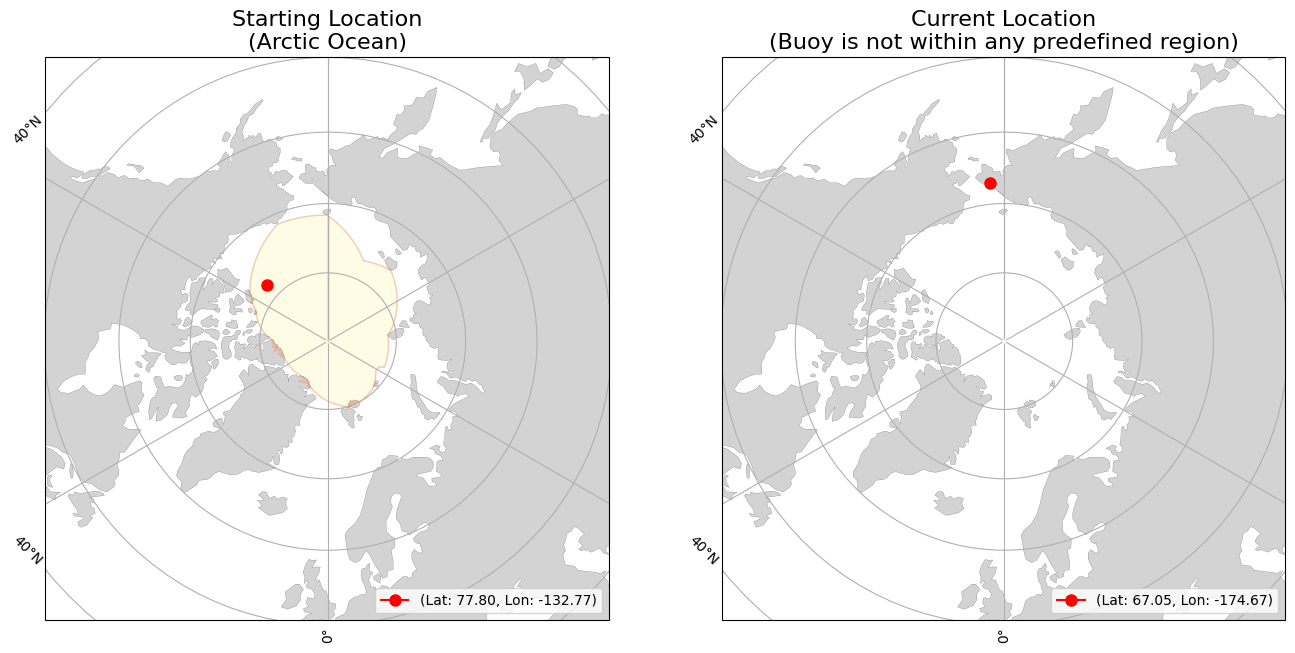 Starting Location
(Arctic Ocean)
40°N
40°N
0°
(Lat: 77.80, Lon: -132.77)
Current Location
(Buoy is not within any predefined region)
40°N
40°N
0°
(Lat: 67.05, Lon: -174.67)